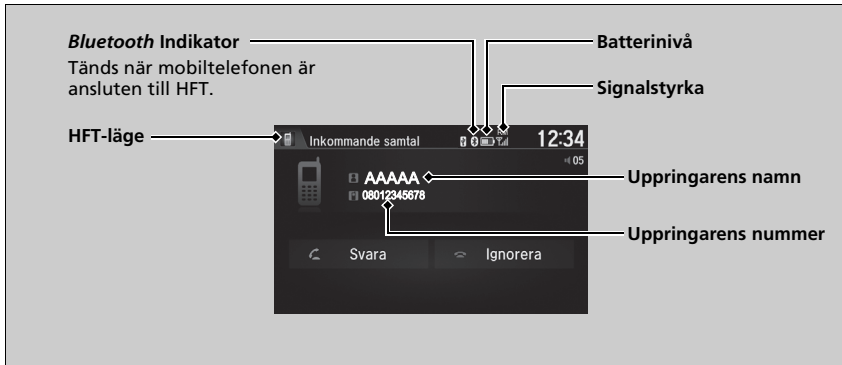 Bluetooth Indikator
Tänds när mobiltelefonen är
ansluten till HFT.
Batterinivå
Signalstyrka
HFT-läge
Inkommande samtal
12:34
05
AAAAA
08012345678
Uppringarens namn
Uppringarens nummer
Svara
Ignorera